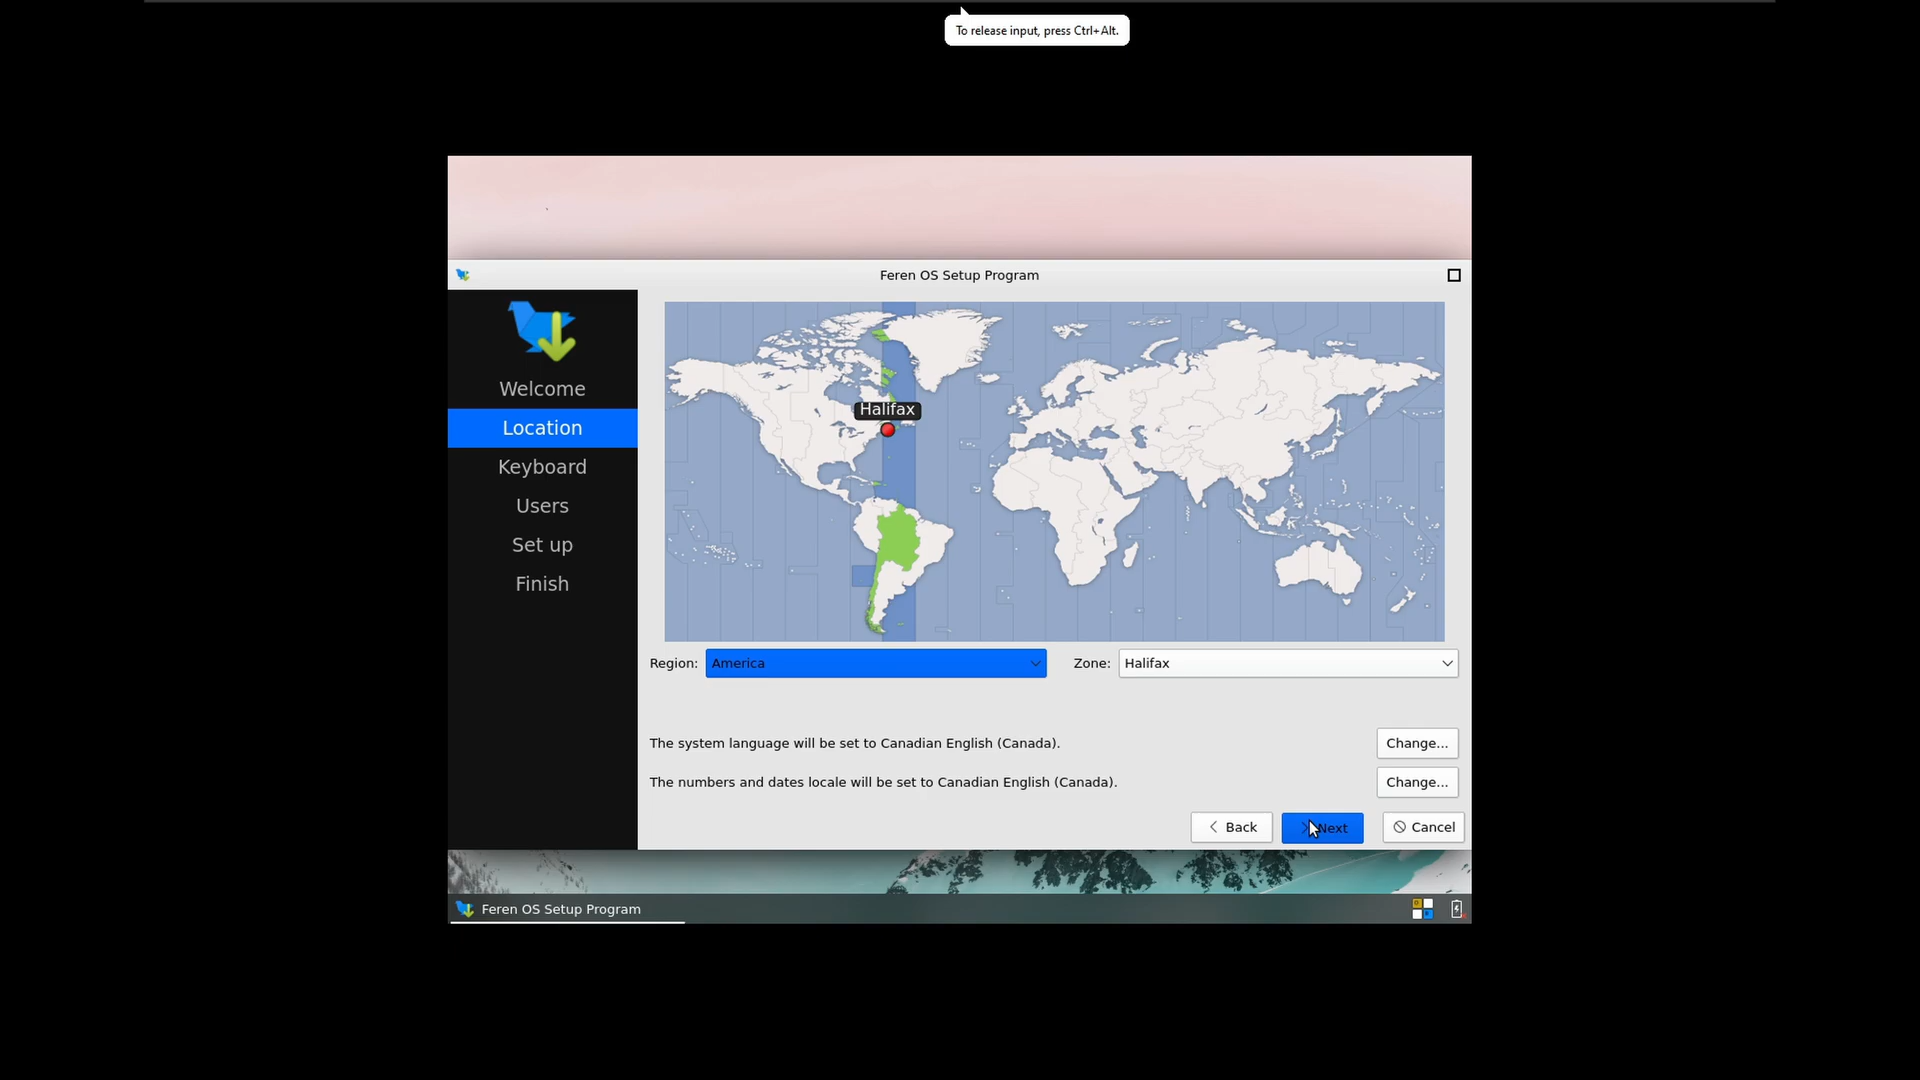 To release input, press Ctrl+Alt.
Feren OS Setup Program
Welcome
Location
Keyboard
Users
Set up
Finish
Halifax
Region: America Zone: Halifax
The system language will be set to Canadian English (Canada). Change...
The numbers and dates locale will be set to Canadian English (Canada). Change...
Back Next Cancel
Feren OS Setup Program